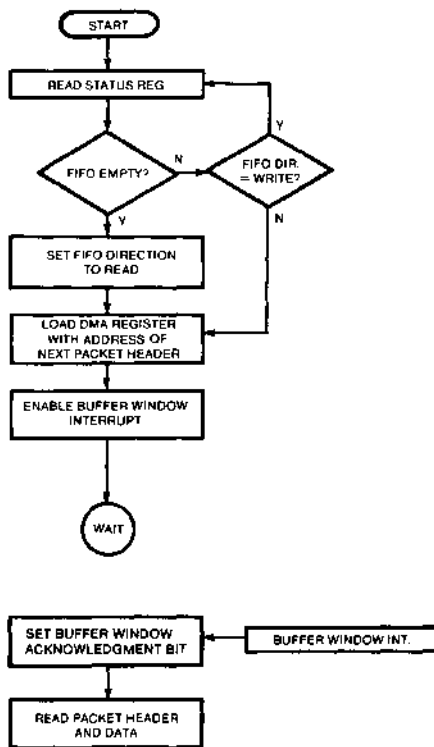 START
READ STATUS REG
FIFO EMPTY?
N
FIFO DIR.
= WRITE?
Y
Y
N
SET FIFO DIRECTION
TO READ
LOAD DMA REGISTER
WITH ADDRESS OF
NEXT PACKET HEADER
ENABLE BUFFER WINDOW
INTERRUPT
WAIT
SET BUFFER WINDOW
ACKNOWLEDGMENT BIT
BUFFER WINDOW INT.
READ PACKET HEADER
AND DATA